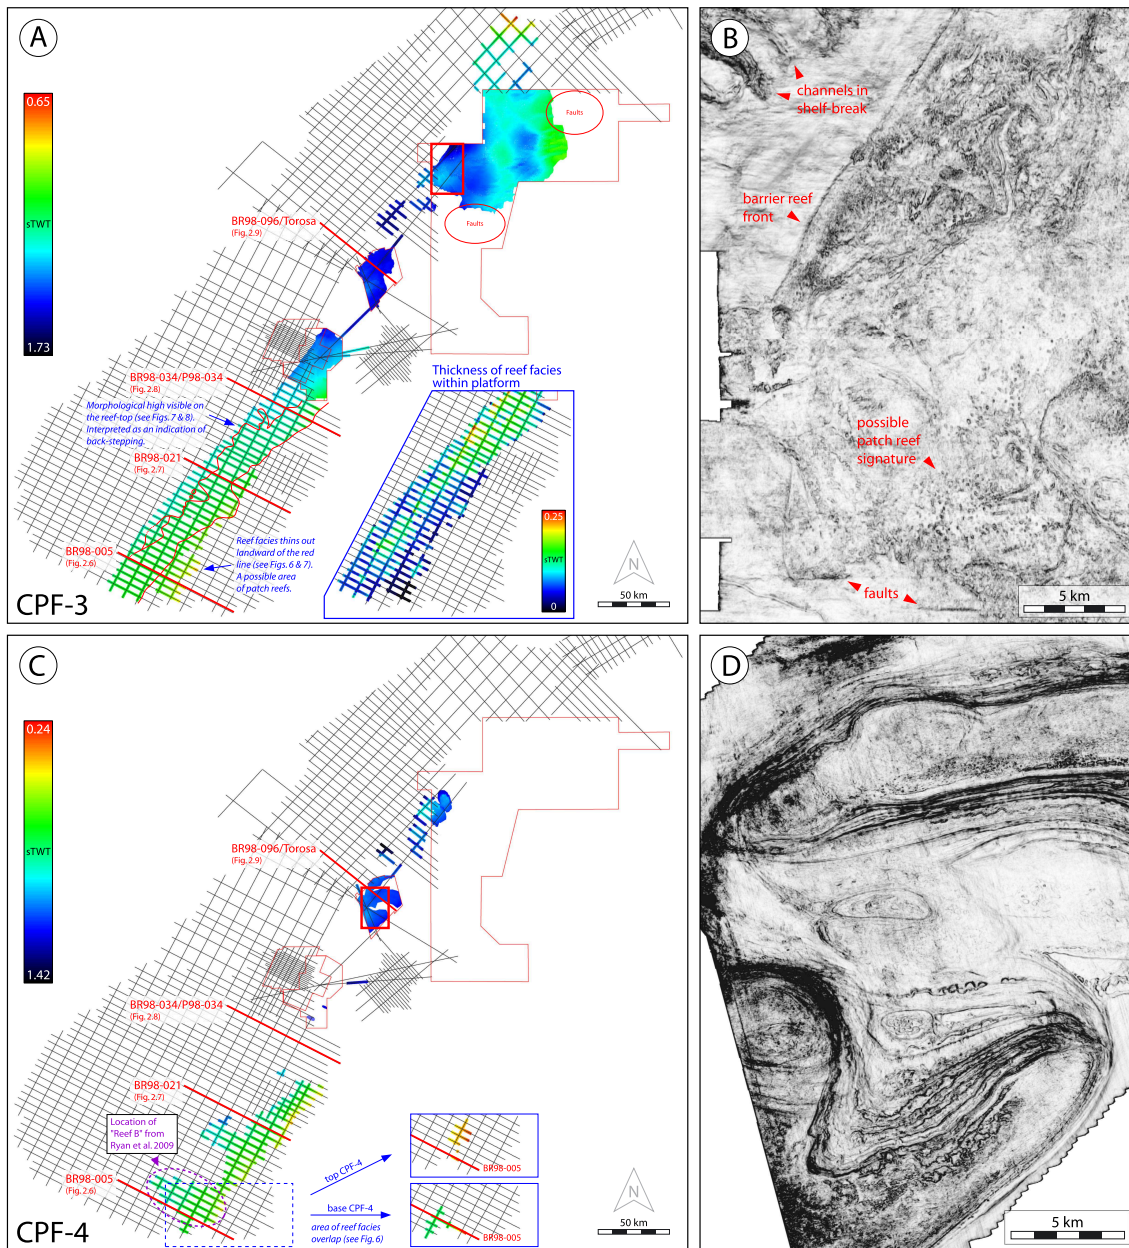 A
0.65
sTWT
1.73
Faults
Faults
BR98-096/Torosa
(Fig. 2.9)
BR98-034/P98-034
(Fig. 2.8)
Morphological high visible on
the reef-top (see Figs. 7 & 8).
Interpreted as an indication of
back-stepping.
BR98-021
(Fig. 2.7)
BR98-005
(Fig. 2.6)
Reef facies thins out
landward of the red
line (see Figs. 6 & 7).
A possible area
of patch reefs.
Thickness of reef facies
within platform
0.25
sTWT
0
N
50 km
CPF-3
B
channels in
shelf-break
barrier reef
front
possible
patch reef
signature
faults
5 km
C
0.24
sTWT
1.42
BR98-096/Torosa
(Fig. 2.9)
BR98-034/P98-034
(Fig. 2.8)
BR98-021
(Fig. 2.7)
Location of
"Reef B" from
Ryan et al. 2009
BR98-005
(Fig. 2.6)
top CPF-4
base CPF-4
area of reef facies
overlap (see Fig. 6)
BR98-005
BR98-005
N
50 km
CPF-4
D
5 km